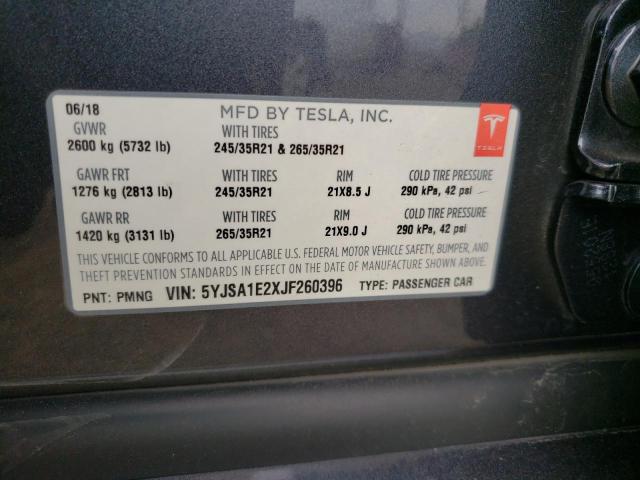 06/18 MFD BY TESLA, INC.
GVWR WITH TIRES
2600 kg (5732 lb) 245/35R21 & 265/35R21
TESLA
GAWR FRT WITH TIRES RIM COLD TIRE PRESSURE
1276 kg (2813 lb) 245/35R21 21X8.5 J 290 kPa, 42 psi
GAWR RR WITH TIRES RIM COLD TIRE PRESSURE
1420 kg (3131 lb) 265/35R21 21X9.0 J 290 kPa, 42 psi
THIS VEHICLE CONFORMS TO ALL APPLICABLE U.S. FEDERAL MOTOR VEHICLE SAFETY, BUMPER, AND
THEFT PREVENTION STANDARDS IN EFFECT ON THE DATE OF MANUFACTURE SHOWN ABOVE.
PNT: PMNG VIN: 5YJSA1E2XJF260396 TYPE: PASSENGER CAR